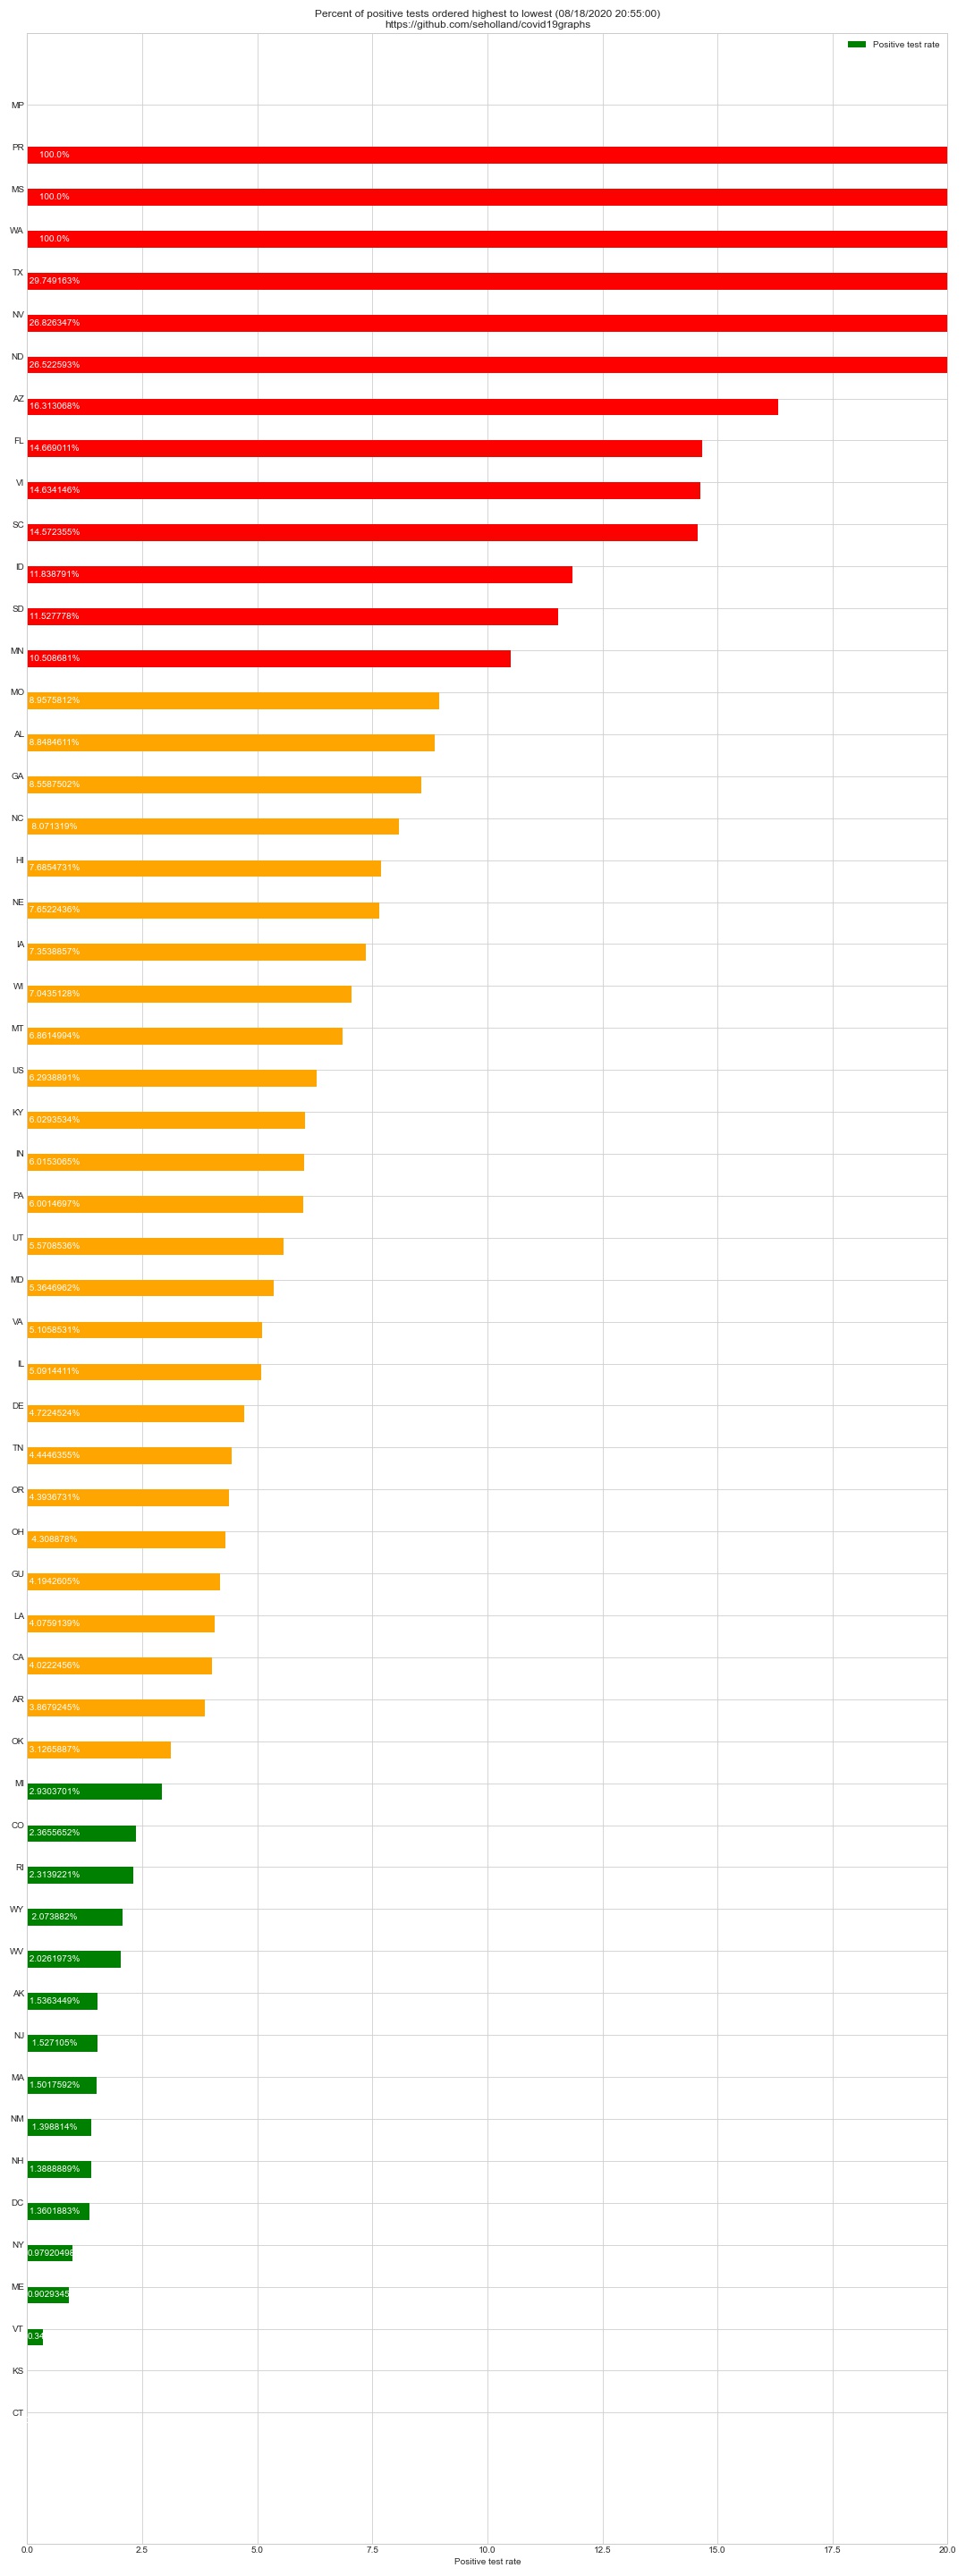 Percent of positive tests ordered highest to lowest (08/18/2020 20:55:00)
https://github.com/seholland/covid19graphs
Positive test rate
MP
PR
100.0%
MS
100.0%
WA
100.0%
TX
29.749163%
NV
26.826347%
ND
26.522593%
AZ
16.313068%
FL
14.669011%
VI
14.634146%
SC
14.572355%
ID
11.838791%
SD
11.527778%
MN
10.508681%
MO
8.9575812%
AL
8.8484611%
GA
8.5587502%
NC
8.071319%
HI
7.6854731%
NE
7.6522436%
IA
7.3538857%
WI
7.0435128%
MT
6.8614994%
US
6.2938891%
KY
6.0293534%
IN
6.0153065%
PA
6.0014697%
UT
5.5708536%
MD
5.3646962%
VA
5.1058531%
IL
5.0914411%
DE
4.7224524%
TN
4.4446355%
OR
4.3936731%
OH
4.308878%
GU
4.1942605%
LA
4.0759139%
CA
4.0222456%
AR
3.8679245%
OK
3.1265887%
MI
2.9303701%
CO
2.3655652%
RI
2.3139221%
WY
2.073882%
WV
2.0261973%
AK
1.5363449%
NJ
1.527105%
MA
1.5017592%
NM
1.398814%
NH
1.3888889%
DC
1.3601883%
NY
0.97920498
ME
0.9029345
VT
0.34
KS
CT
0.0 2.5 5.0 7.5 10.0 12.5 15.0 17.5 20.0
Positive test rate